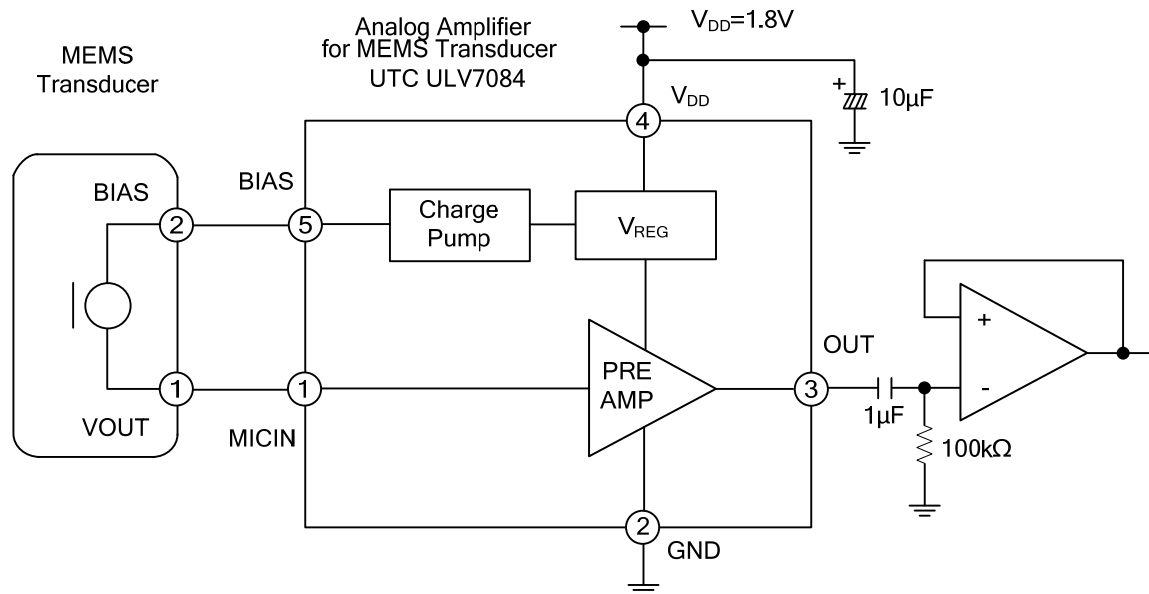 Analog Amplifier
for MEMS Transducer
UTC ULV7084
MEMS
Transducer
VDD=1.8V
VDD
+
10µF
4
BIAS
2
BIAS
5
Charge
Pump
VREG
1
VOUT
1
MICIN
PRE
AMP
OUT
3
1µF
100kΩ
+
-
2
GND